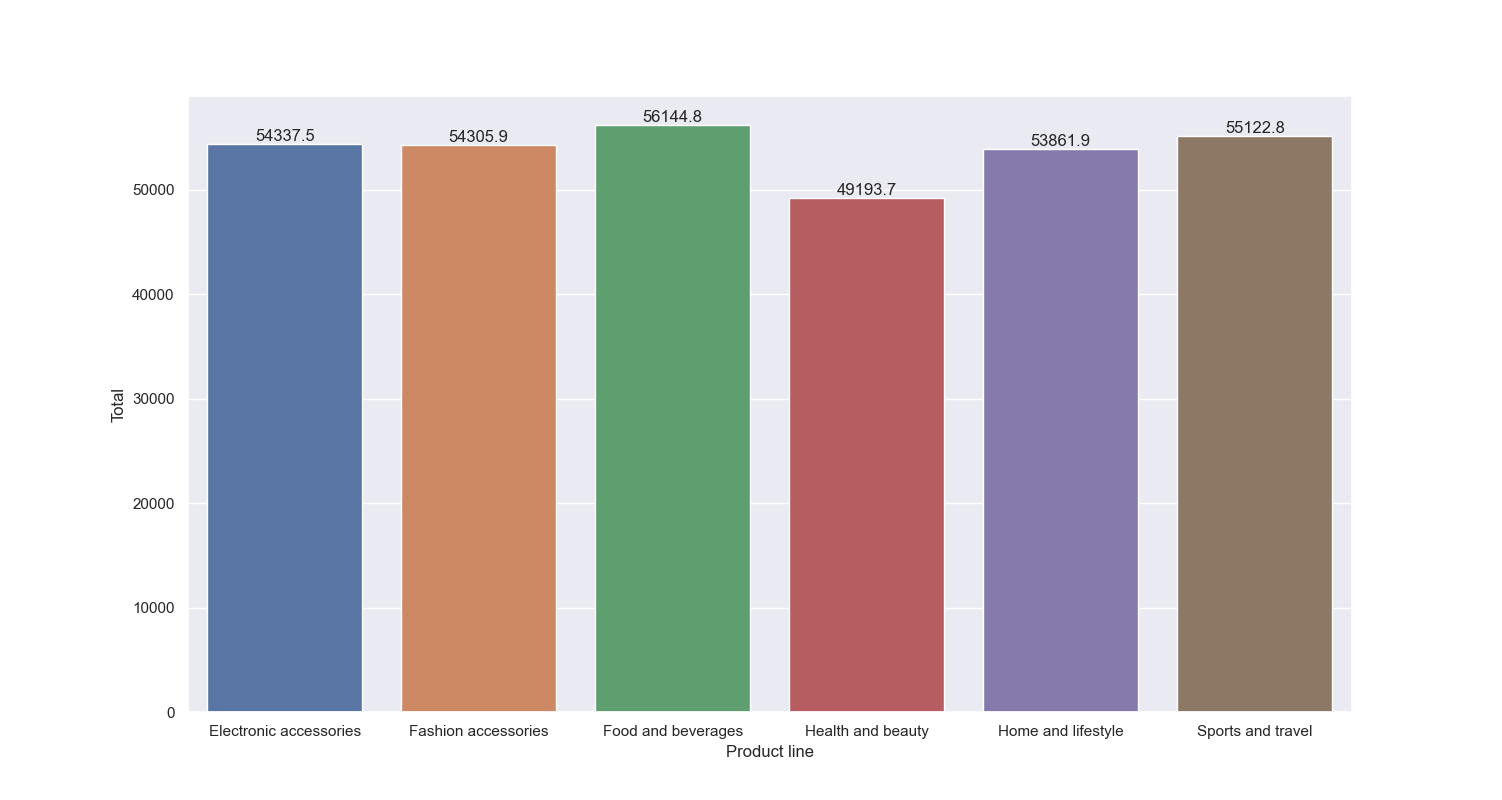 56144.8
55122.8
54337.5
54305.9
53861.9
49193.7
50000
40000
30000
20000
10000
0
Total
Electronic accessories
Fashion accessories
Food and beverages
Health and beauty
Home and lifestyle
Sports and travel
Product line